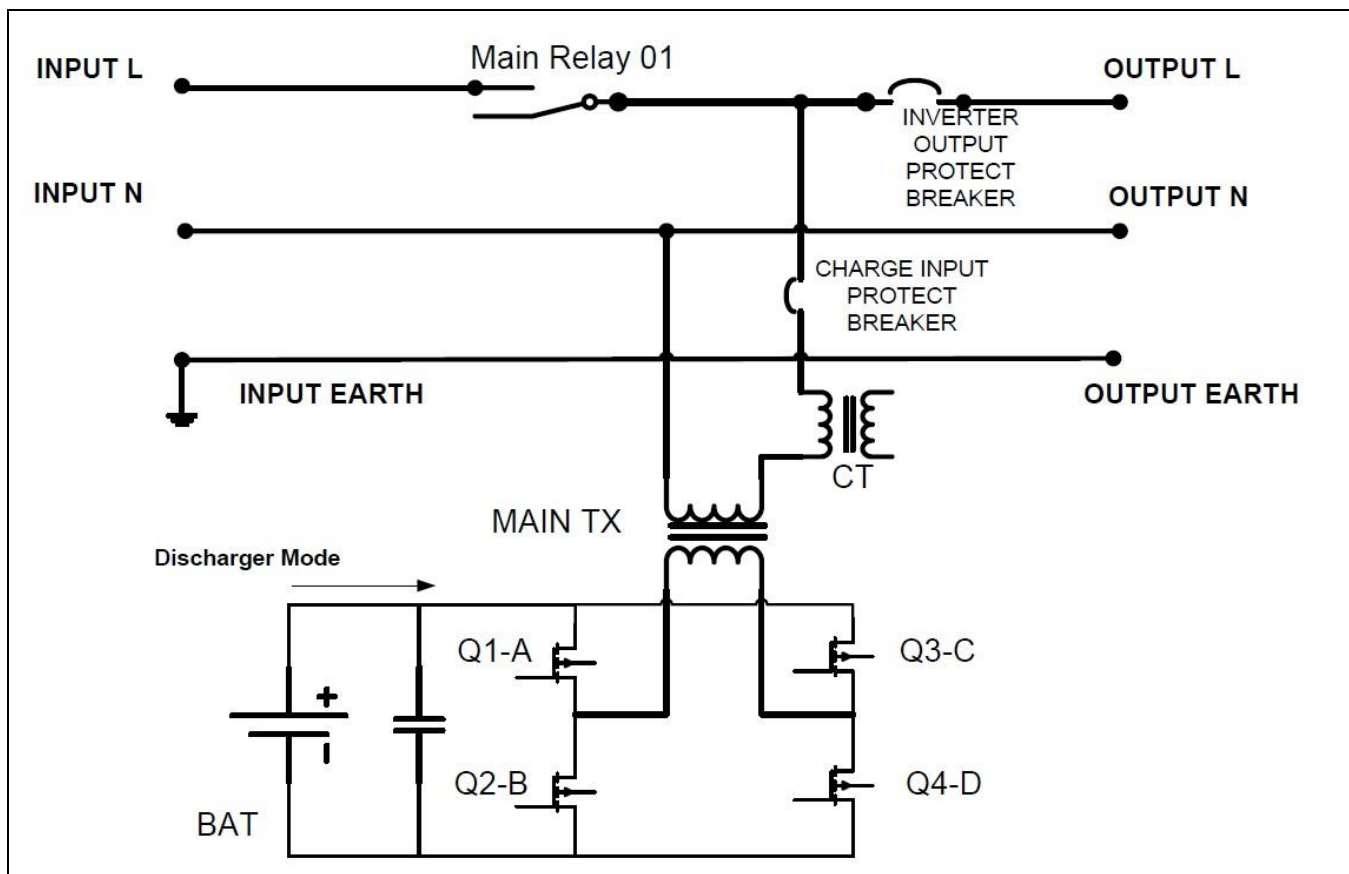 Main Relay 01
INPUT L
OUTPUT L
INVERTER
OUTPUT
PROTECT
BREAKER
INPUT N
OUTPUT N
CHARGE INPUT
PROTECT
BREAKER
INPUT EARTH
OUTPUT EARTH
CT
MAIN TX
Discharger Mode
Q1-A
Q3-C
+
-
Q2-B
Q4-D
BAT